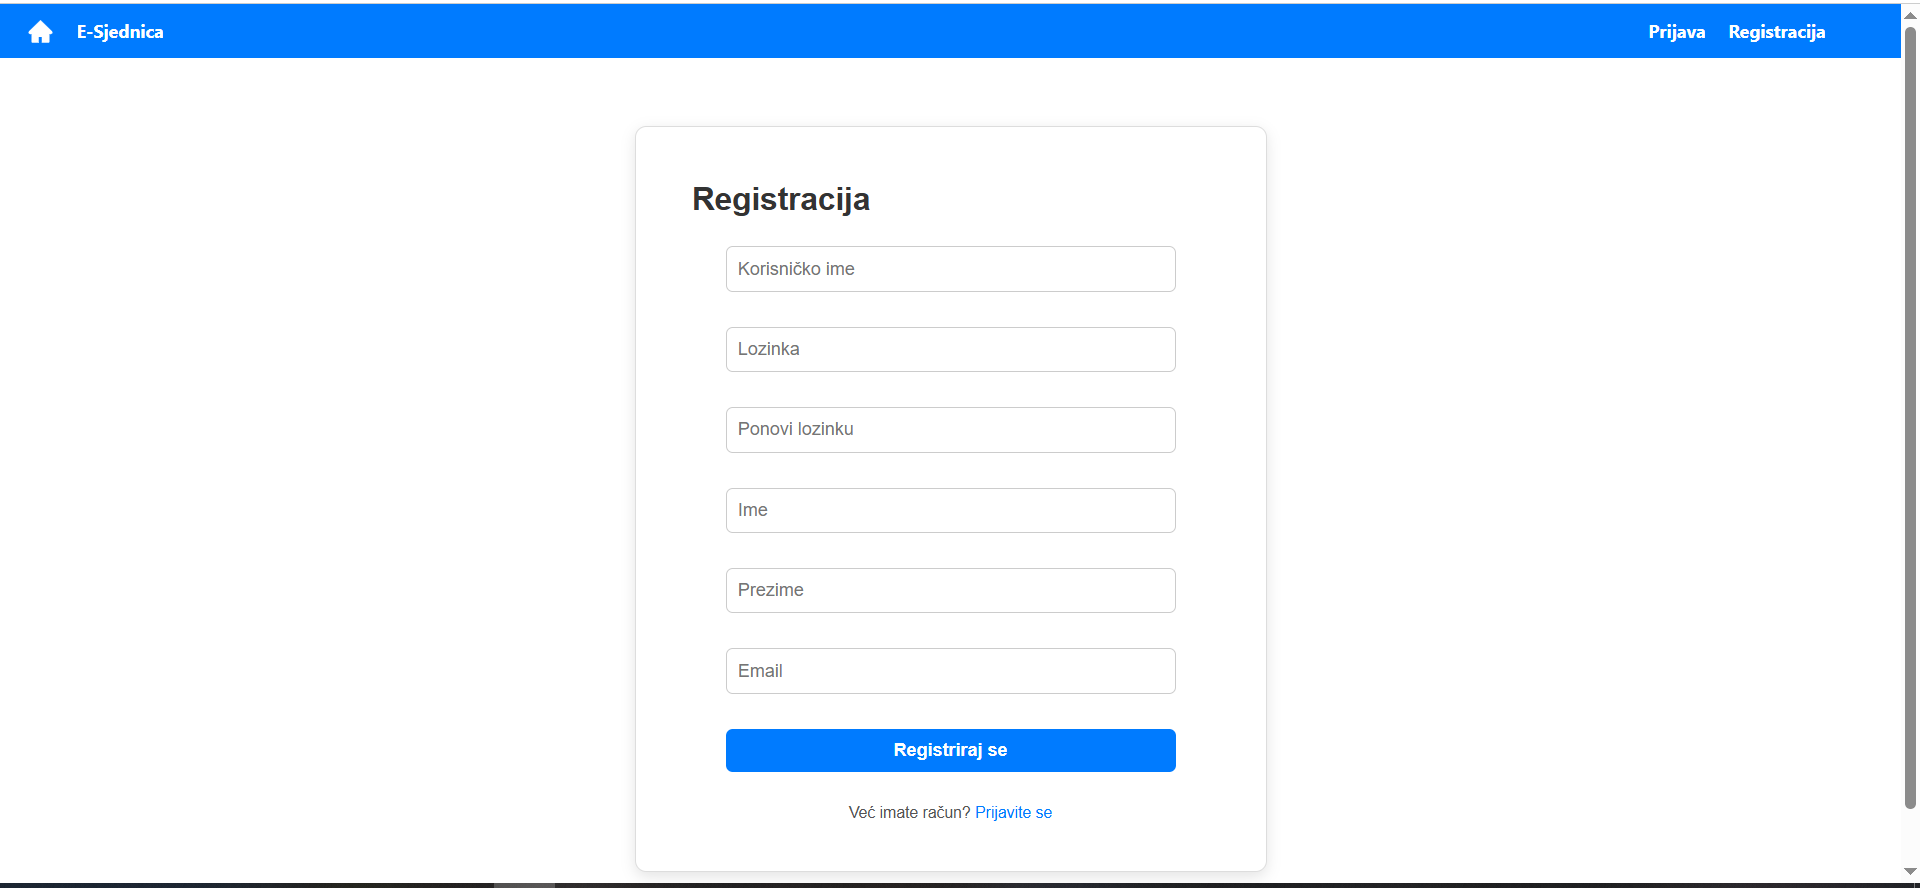 E-Sjednica Prijava Registracija
Registracija
Korisničko ime
Lozinka
Ponovi lozinku
Ime
Prezime
Email
Registriraj se
Već imate račun? Prijavite se